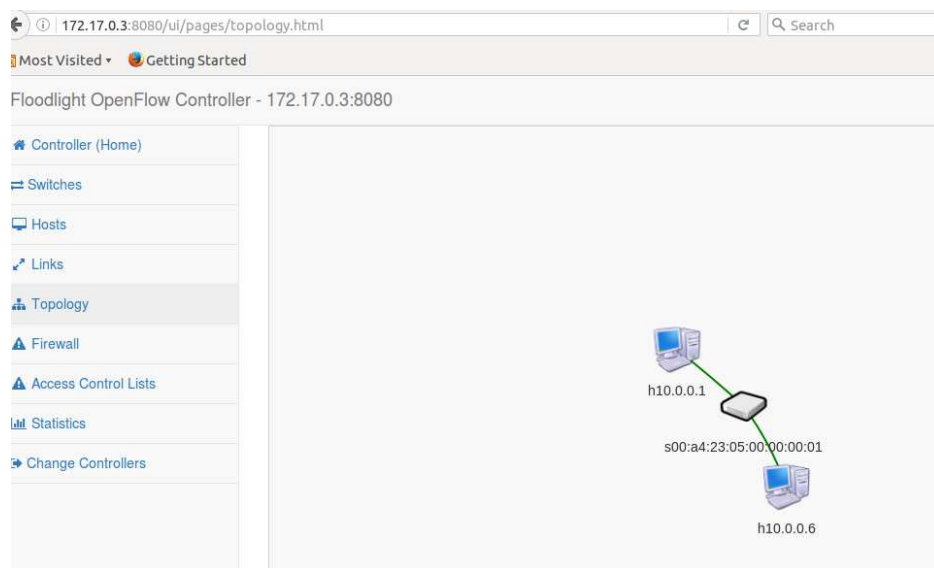 172.17.0.3:8080/ui/pages/topology.html
Search
Most Visited
Getting Started
Floodlight OpenFlow Controller - 172.17.0.3:8080
Controller (Home)
Switches
Hosts
Links
Topology
Firewall
Access Control Lists
Statistics
Change Controllers
h10.0.0.1
s00:a4:23:05:00:00:00:01
h10.0.0.6